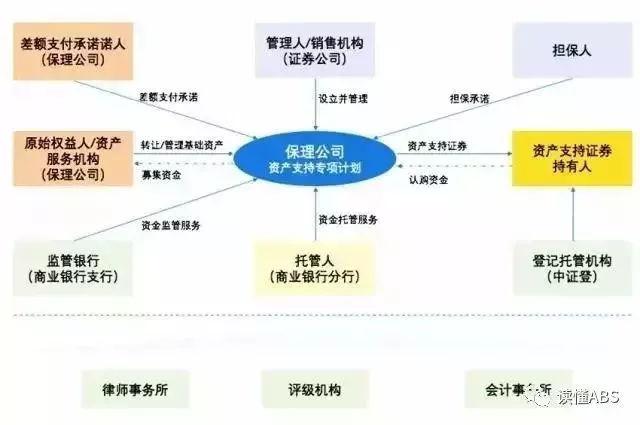 差额支付承诺诺人
（保理公司）
管理人/销售机构
（证券公司）
担保人
差额支付承诺
设立并管理
担保承诺
原始权益人/资产
服务机构
（保理公司）
转让/管理基础资产
募集资金
保理公司
资产支持专项计划
资产支持证券
认购资金
资产支持证券
持有人
资金监管服务
资金托管服务
监管银行
（商业银行支行）
托管人
（商业银行分行）
登记托管机构
（中证登）
律师事务所
评级机构
会计事务所
读懂ABS